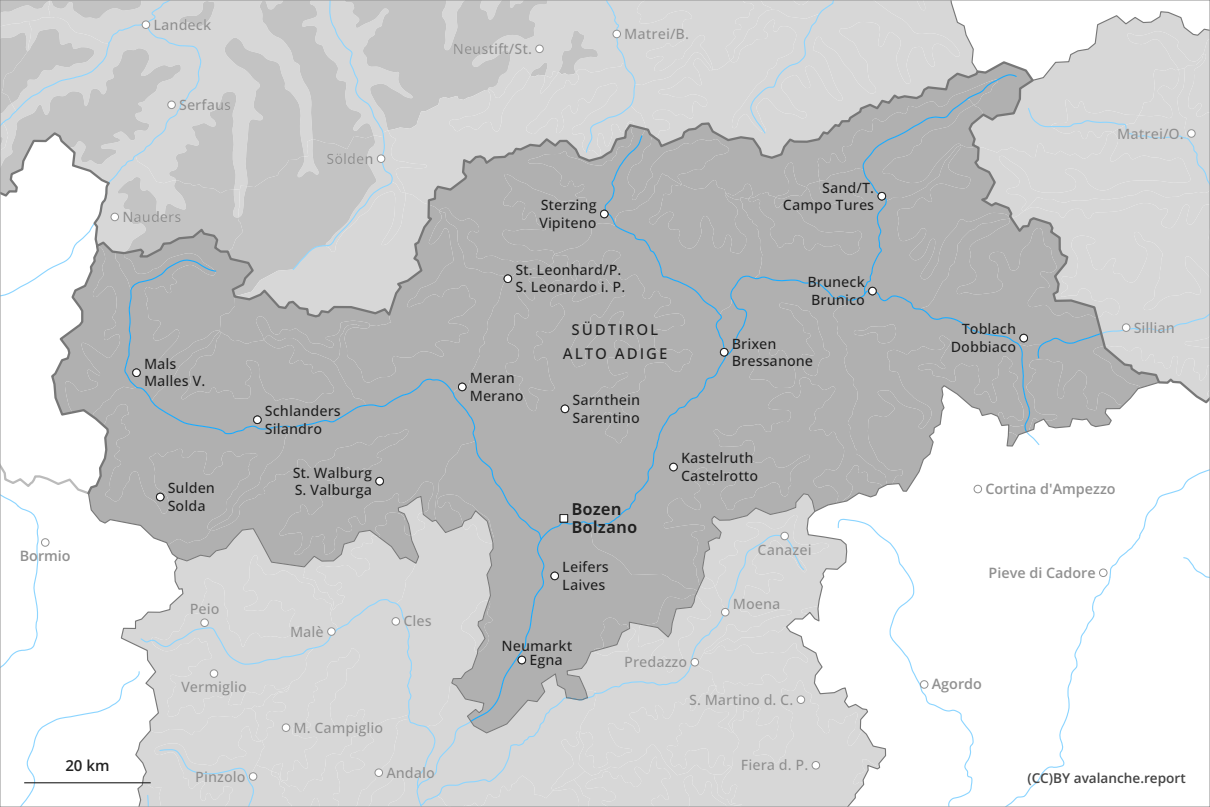 Landeck
Neustift/St.
Matrei/B.
Serfaus
Matrei/O.
Sölden
Nauders
Sand/T.
Campo Tures
Sterzing
Vipiteno
St. Leonhard/P.
S. Leonardo i. P.
Bruneck
Brunico
SÜDTIROL
ALTO ADIGE
Toblach
Dobbiaco
Sillian
Brixen
Bressanone
Mals
Malles V.
Meran
Merano
Sarnthein
Sarentino
Schlanders
Silandro
Kastelruth
Castelrotto
St. Walburg
S. Valburga
Sulden
Solda
Cortina d'Ampezzo
Bozen
Bolzano
Bormio
Canazei
Leifers
Laives
Pieve di Cadore
Peio
Moena
Malè
Cles
Neumarkt
Egna
Predazzo
Vermiglio
Agordo
S. Martino d. C.
M. Campiglio
Fiera d. P.
Andalo
Pinzolo
20 km
(CC)BY avalanche.report